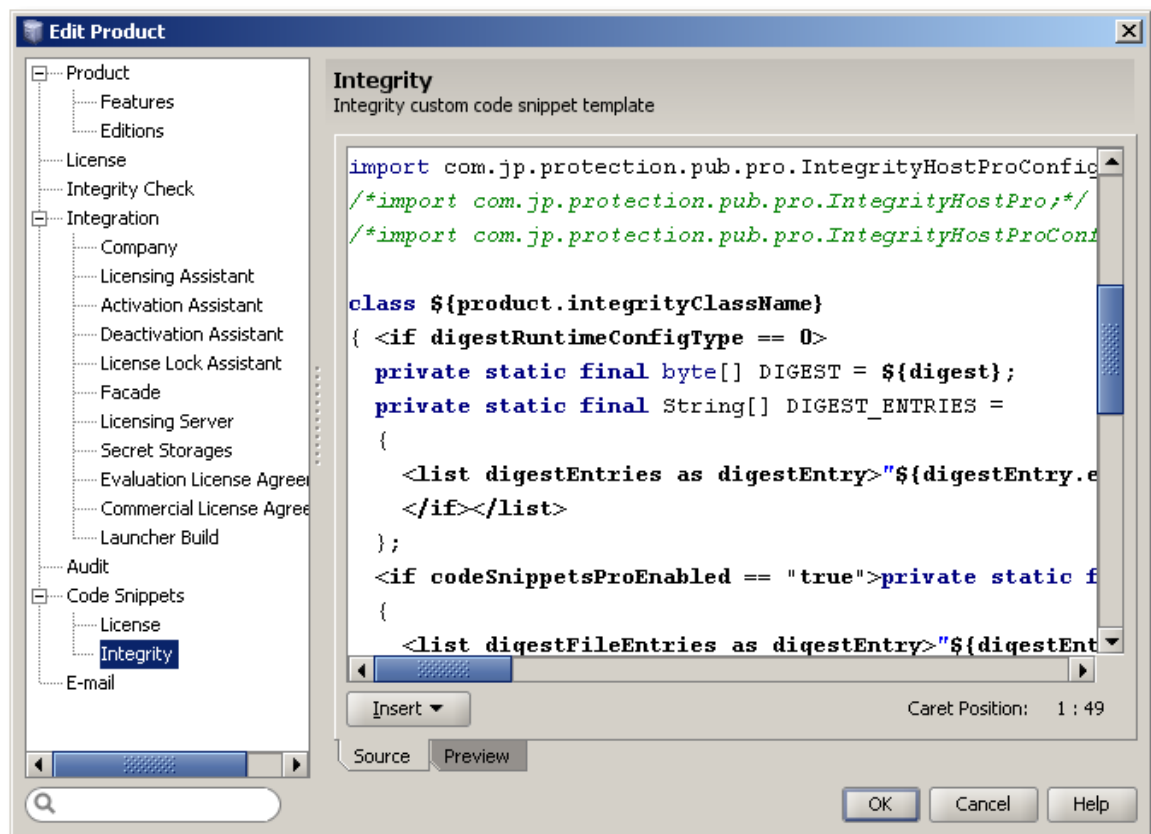 Edit Product
Product
Features
Editions
License
Integrity Check
Integration
Company
Licensing Assistant
Activation Assistant
Deactivation Assistant
License Lock Assistant
Facade
Licensing Server
Secret Storages
Evaluation License Agreer
Commercial License Agree
Launcher Build
Audit
Code Snippets
License
Integrity
E-mail
Integrity
Integrity custom code snippet template
import com.jp.protection.pub.pro.IntegrityHostProConfig
/*import com.jp.protection.pub.pro.IntegrityHostPro;*/
/*import com.jp.protection.pub.pro.IntegrityHostProConf
class ${product.integrityClassName}
{ <if digestRuntimeConfigType == 0>
private static final byte[] DIGEST = ${digest};
private static final String[] DIGEST_ENTRIES =
{
<list digestEntries as digestEntry>"${digestEntry.e
</if></list>
};
<if codeSnippetsProEnabled == "true">private static f
{
<list digestFileEntries as digestEntry>"${digestEnt
Insert
Caret Position: 1 : 49
Source Preview
OK Cancel Help